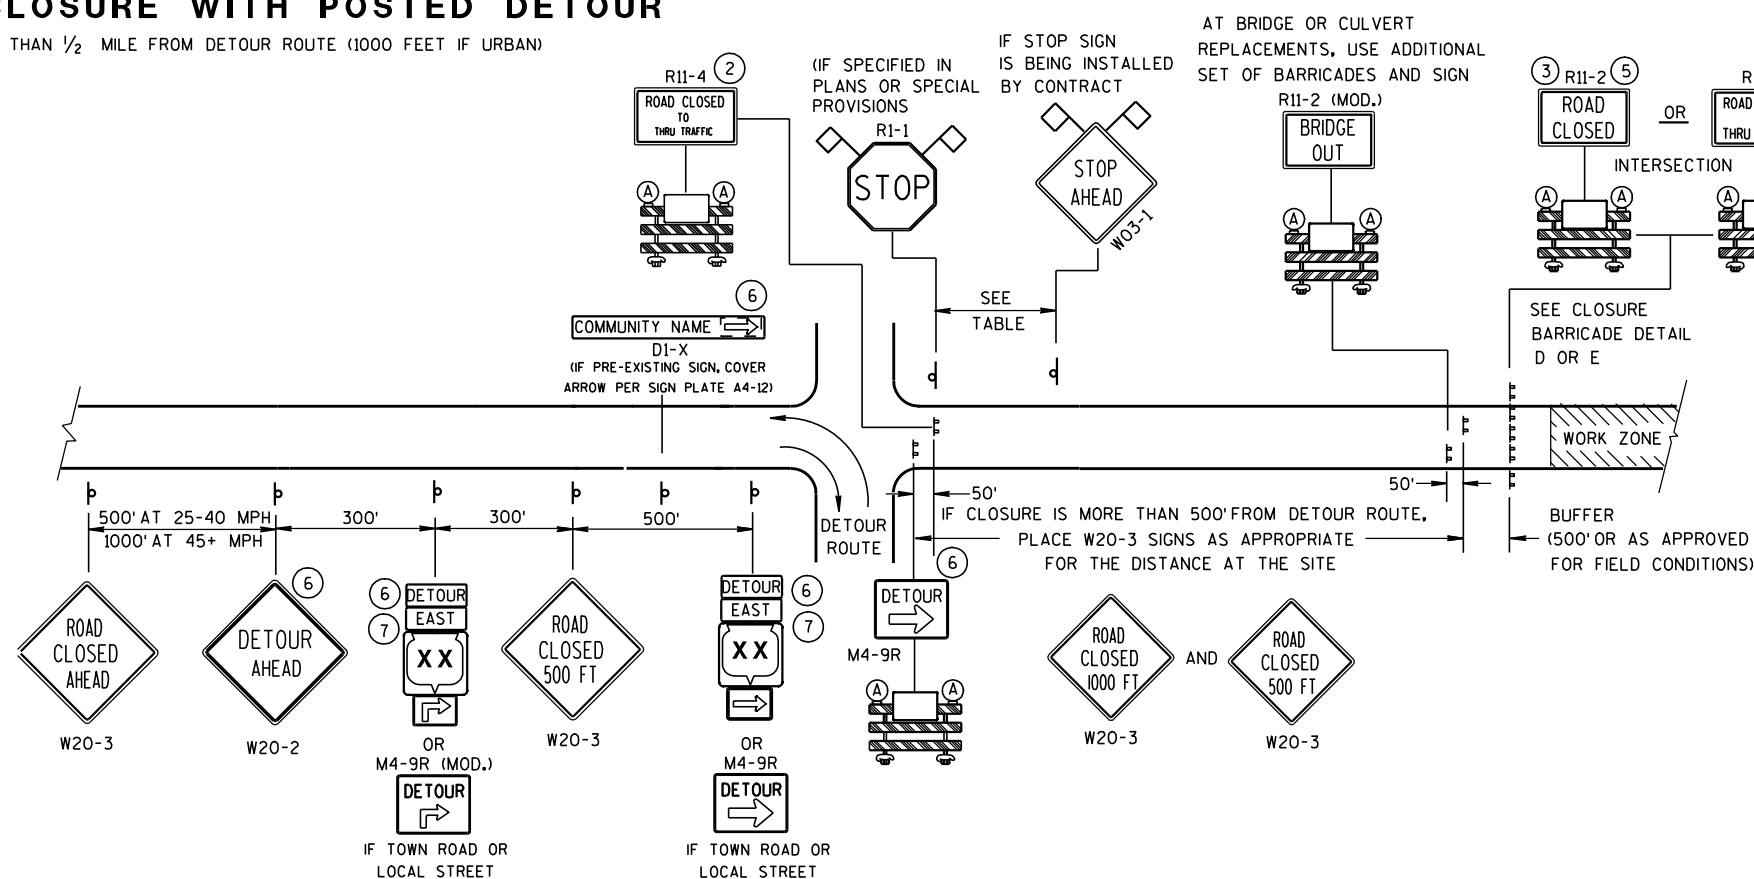 CLOSURE WITH POSTED DETOUR
THAN 1/2 MILE FROM DETOUR ROUTE (1000 FEET IF URBAN)
R11-4 2
ROAD CLOSED
TO
THRU TRAFFIC
A A
(IF SPECIFIED IN
PLANS OR SPECIAL
PROVISIONS
R1-1
STOP
IF STOP SIGN
IS BEING INSTALLED
BY CONTRACT
STOP
AHEAD
W03-1
AT BRIDGE OR CULVERT
REPLACEMENTS, USE ADDITIONAL
SET OF BARRICADES AND SIGN
R11-2 (MOD.)
BRIDGE
OUT
A A
3 R11-2 5
ROAD
CLOSED
OR
R
ROAD
THRU
INTERSECTION
A A A
SEE
TABLE
SEE CLOSURE
BARRICADE DETAIL
D OR E
6
COMMUNITY NAME
D1-X
(IF PRE-EXISTING SIGN, COVER
ARROW PER SIGN PLATE A4-12)
WORK ZONE
500' AT 25-40 MPH
1000' AT 45+ MPH
300'
300'
500'
DETOUR
ROUTE
50'
50'
IF CLOSURE IS MORE THAN 500' FROM DETOUR ROUTE,
PLACE W20-3 SIGNS AS APPROPRIATE
FOR THE DISTANCE AT THE SITE
BUFFER
(500' OR AS APPROVED
FOR FIELD CONDITIONS)
ROAD
CLOSED
AHEAD
W20-3
6
DETOUR
AHEAD
W20-2
6
7
DETOUR
EAST
XX
OR
M4-9R (MOD.)
DETOUR
IF TOWN ROAD OR
LOCAL STREET
ROAD
CLOSED
500 FT
W20-3
DETOUR
EAST
XX
6
7
OR
M4-9R
DETOUR
IF TOWN ROAD OR
LOCAL STREET
6
DETOUR
M4-9R
A A
ROAD
CLOSED
1000 FT
W20-3
AND
ROAD
CLOSED
500 FT
W20-3